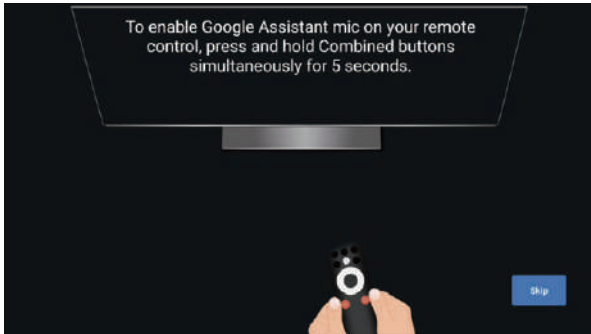 To enable Google Assistant mic on your remote
control, press and hold Combined buttons
simultaneously for 5 seconds.
Skip